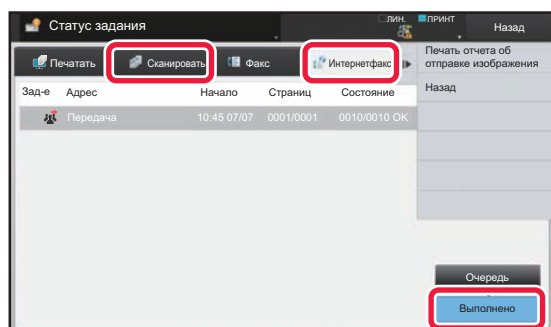 Статус задания
ЛИН.
ПРИНТ
Назад
Печатать
Сканировать
Факс
Интернетфакс
Печать отчета об
отправке изображения
Зад-е Адрес Начало Страниц Состояние
Назад
Передача 10:45 07/07 0001/0001 0010/0010 OK
Очередь
Выполнено